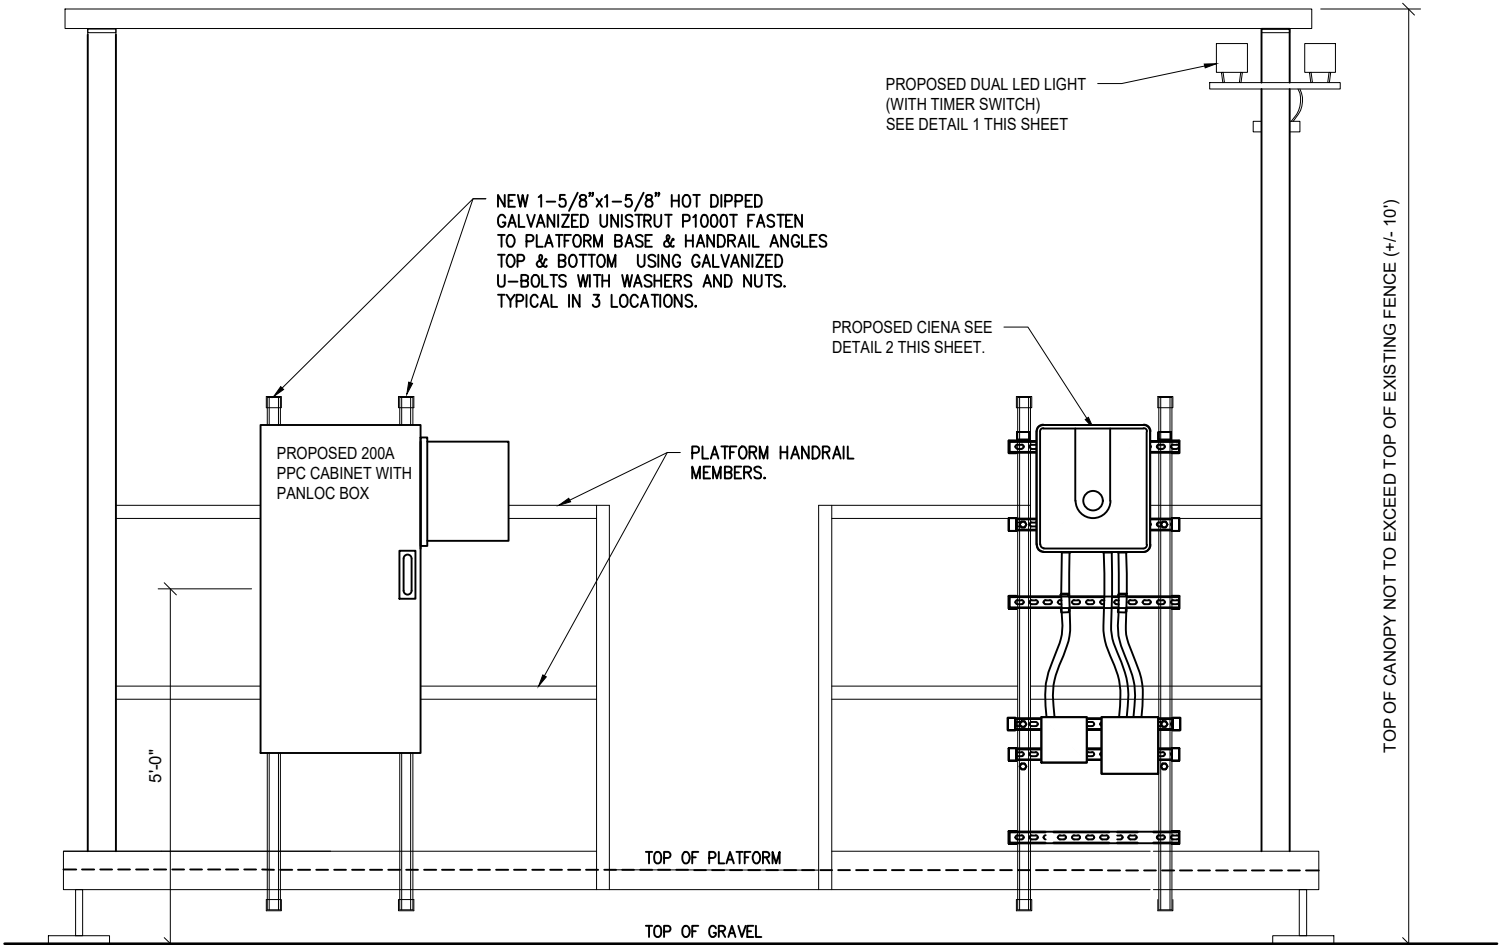 PROPOSED DUAL LED LIGHT
(WITH TIMER SWITCH)
SEE DETAIL 1 THIS SHEET
NEW 1-5/8"x1-5/8" HOT DIPPED
GALVANIZED UNISTRUT P1000T FASTEN
TO PLATFORM BASE & HANDRAIL ANGLES
TOP & BOTTOM USING GALVANIZED
U-BOLTS WITH WASHERS AND NUTS.
TYPICAL IN 3 LOCATIONS.
PROPOSED CIENA SEE
DETAIL 2 THIS SHEET.
PROPOSED 200A
PPC CABINET WITH
PANLOC BOX
PLATFORM HANDRAIL
MEMBERS.
TOP OF CANOPY NOT TO EXCEED TOP OF EXISTING FENCE (+/- 10')
5'-0"
TOP OF PLATFORM
TOP OF GRAVEL